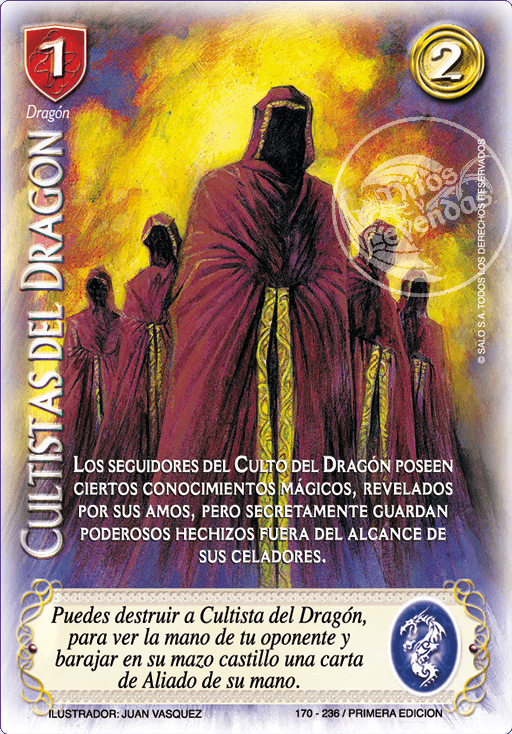 1
2
Dragón
CULTISTAS DEL DRAGON
Mitos
y
Leyendas
© SALO S.A. TODOS LOS DERECHOS RESERVADOS
LOS SEGUIDORES DEL CULTO DEL DRAGÓN POSEEN
CIERTOS CONOCIMIENTOS MÁGICOS, REVELADOS
POR SUS AMOS, PERO SECRETAMENTE GUARDAN
PODEROSOS HECHIZOS FUERA DEL ALCANCE DE
SUS CELADORES.
Puedes destruir a Cultista del Dragón,
para ver la mano de tu oponente y
barajar en su mazo castillo una carta
de Aliado de su mano.
ILUSTRADOR: JUAN VASQUEZ
170 - 236 / PRIMERA EDICION